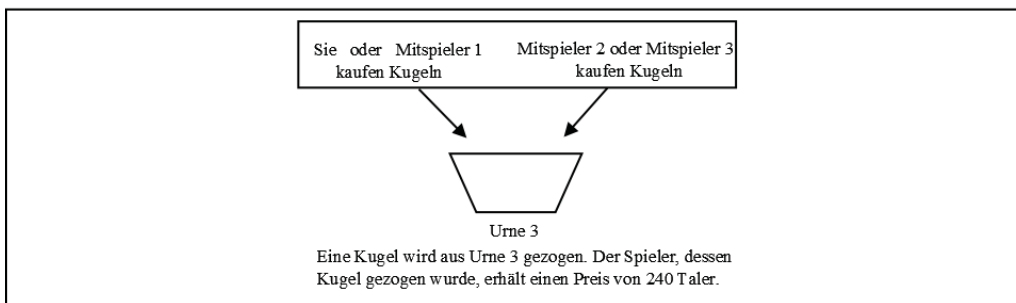 Sie oder Mitspieler 1
kaufen Kugeln
Mitspieler 2 oder Mitspieler 3
kaufen Kugeln
Urne 3
Eine Kugel wird aus Urne 3 gezogen. Der Spieler, dessen
Kugel gezogen wurde, erhält einen Preis von 240 Taler.